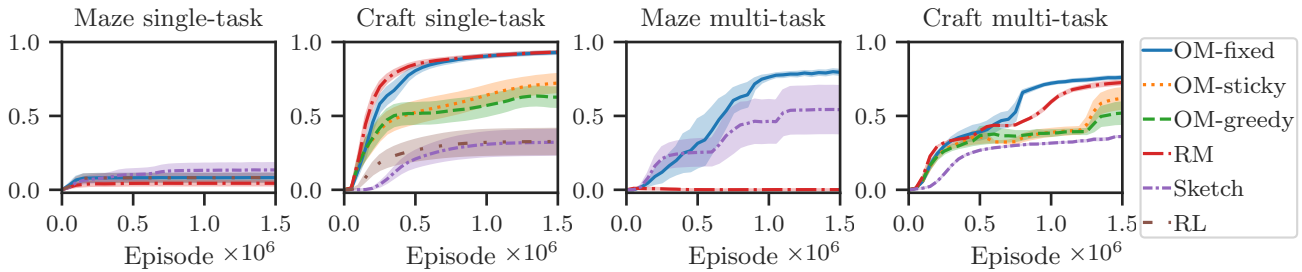 Maze single-task
1.0
0.5
0.0
0.0 0.5 1.0 1.5
Episode ×10⁶
Craft single-task
1.0
0.5
0.0
0.0 0.5 1.0 1.5
Episode ×10⁶
Maze multi-task
1.0
0.5
0.0
0.0 0.5 1.0 1.5
Episode ×10⁶
Craft multi-task
1.0
0.5
0.0
0.0 0.5 1.0 1.5
Episode ×10⁶
OM-fixed
OM-sticky
OM-greedy
RM
Sketch
RL